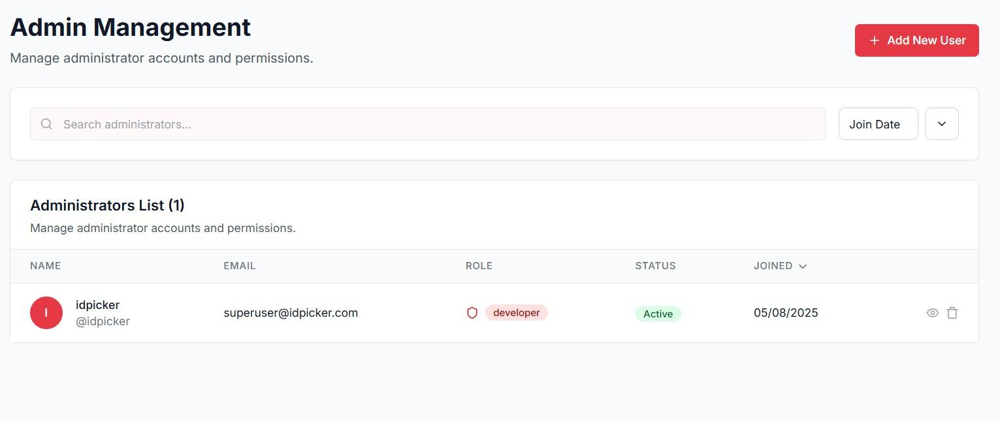 Admin Management
Manage administrator accounts and permissions.
Add New User
Search administrators...
Join Date
Administrators List (1)
Manage administrator accounts and permissions.
NAME EMAIL ROLE STATUS JOINED
I idpicker superuser@idpicker.com developer Active 05/08/2025
@idpicker